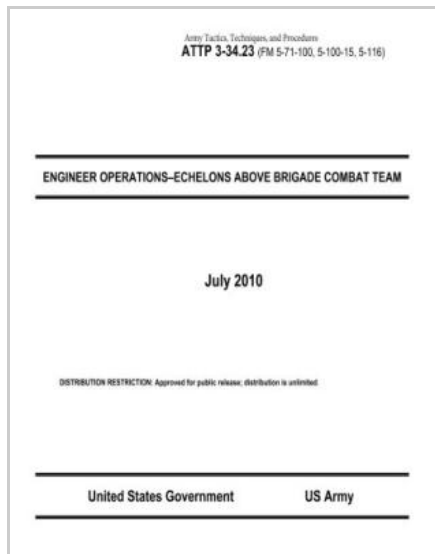 Army Tactics, Techniques, and Procedures
ATTP 3-34.23 (FM 5-71-100, 5-100-15, 5-116)
ENGINEER OPERATIONS–ECHELONS ABOVE BRIGADE COMBAT TEAM
July 2010
DISTRIBUTION RESTRICTION: Approved for public release; distribution is unlimited.
United States Government US Army